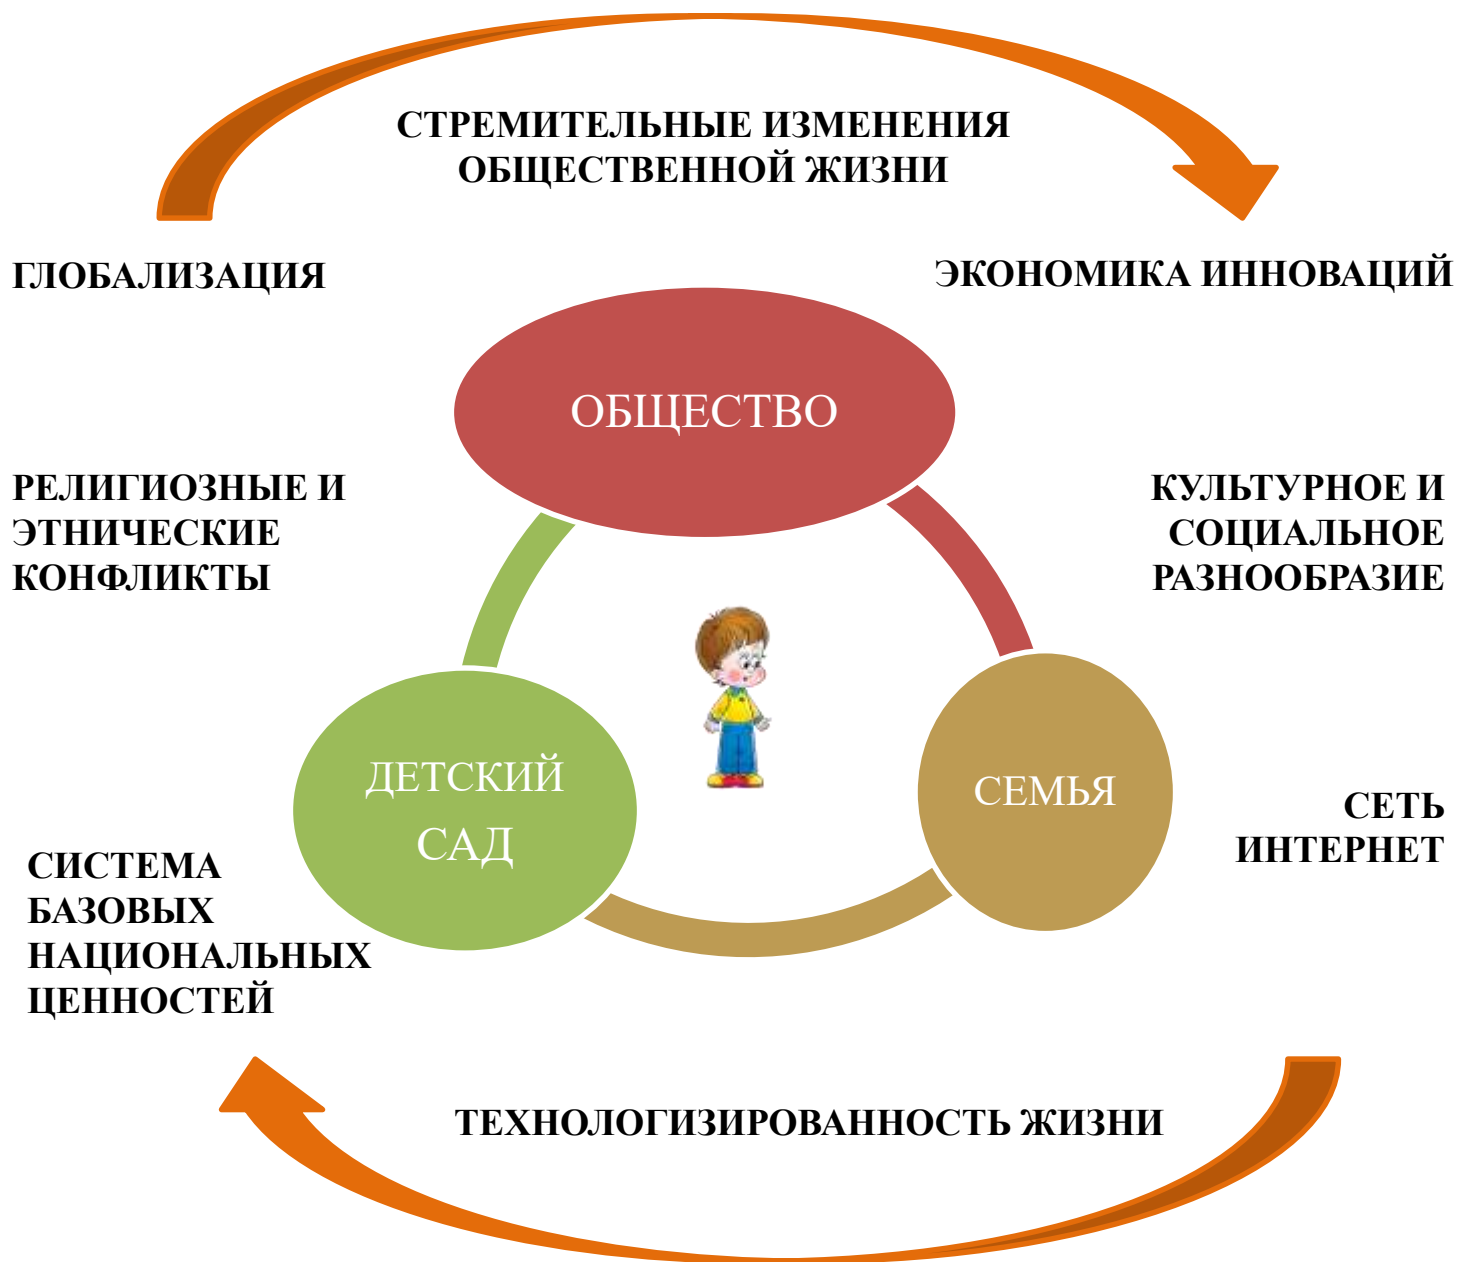 СТРЕМИТЕЛЬНЫЕ ИЗМЕНЕНИЯ
ОБЩЕСТВЕННОЙ ЖИЗНИ
ГЛОБАЛИЗАЦИЯ
ЭКОНОМИКА ИННОВАЦИЙ
ОБЩЕСТВО
РЕЛИГИОЗНЫЕ И
ЭТНИЧЕСКИЕ
КОНФЛИКТЫ
КУЛЬТУРНОЕ И
СОЦИАЛЬНОЕ
РАЗНООБРАЗИЕ
ДЕТСКИЙ
САД
СЕМЬЯ
СЕТЬ
ИНТЕРНЕТ
СИСТЕМА
БАЗОВЫХ
НАЦИОНАЛЬНЫХ
ЦЕННОСТЕЙ
ТЕХНОЛОГИЗИРОВАННОСТЬ ЖИЗНИ